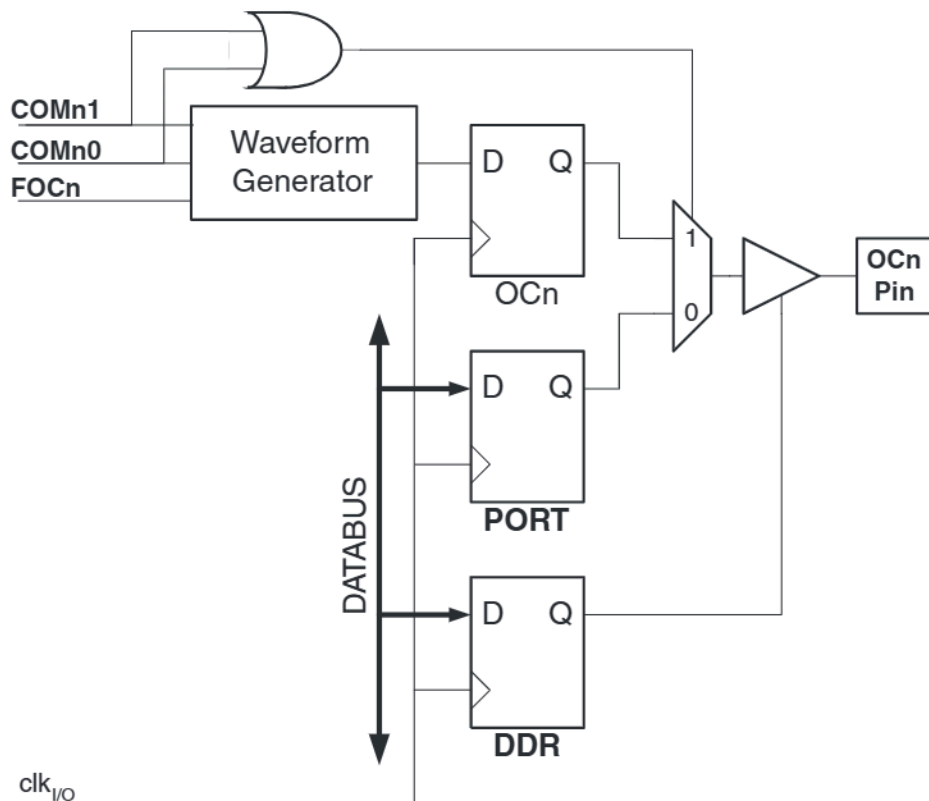 COMn1
COMn0
FOCn
Waveform
Generator
D Q
OCn
1
0
OCn
Pin
D Q
PORT
DATABUS
D Q
DDR
clkI/O